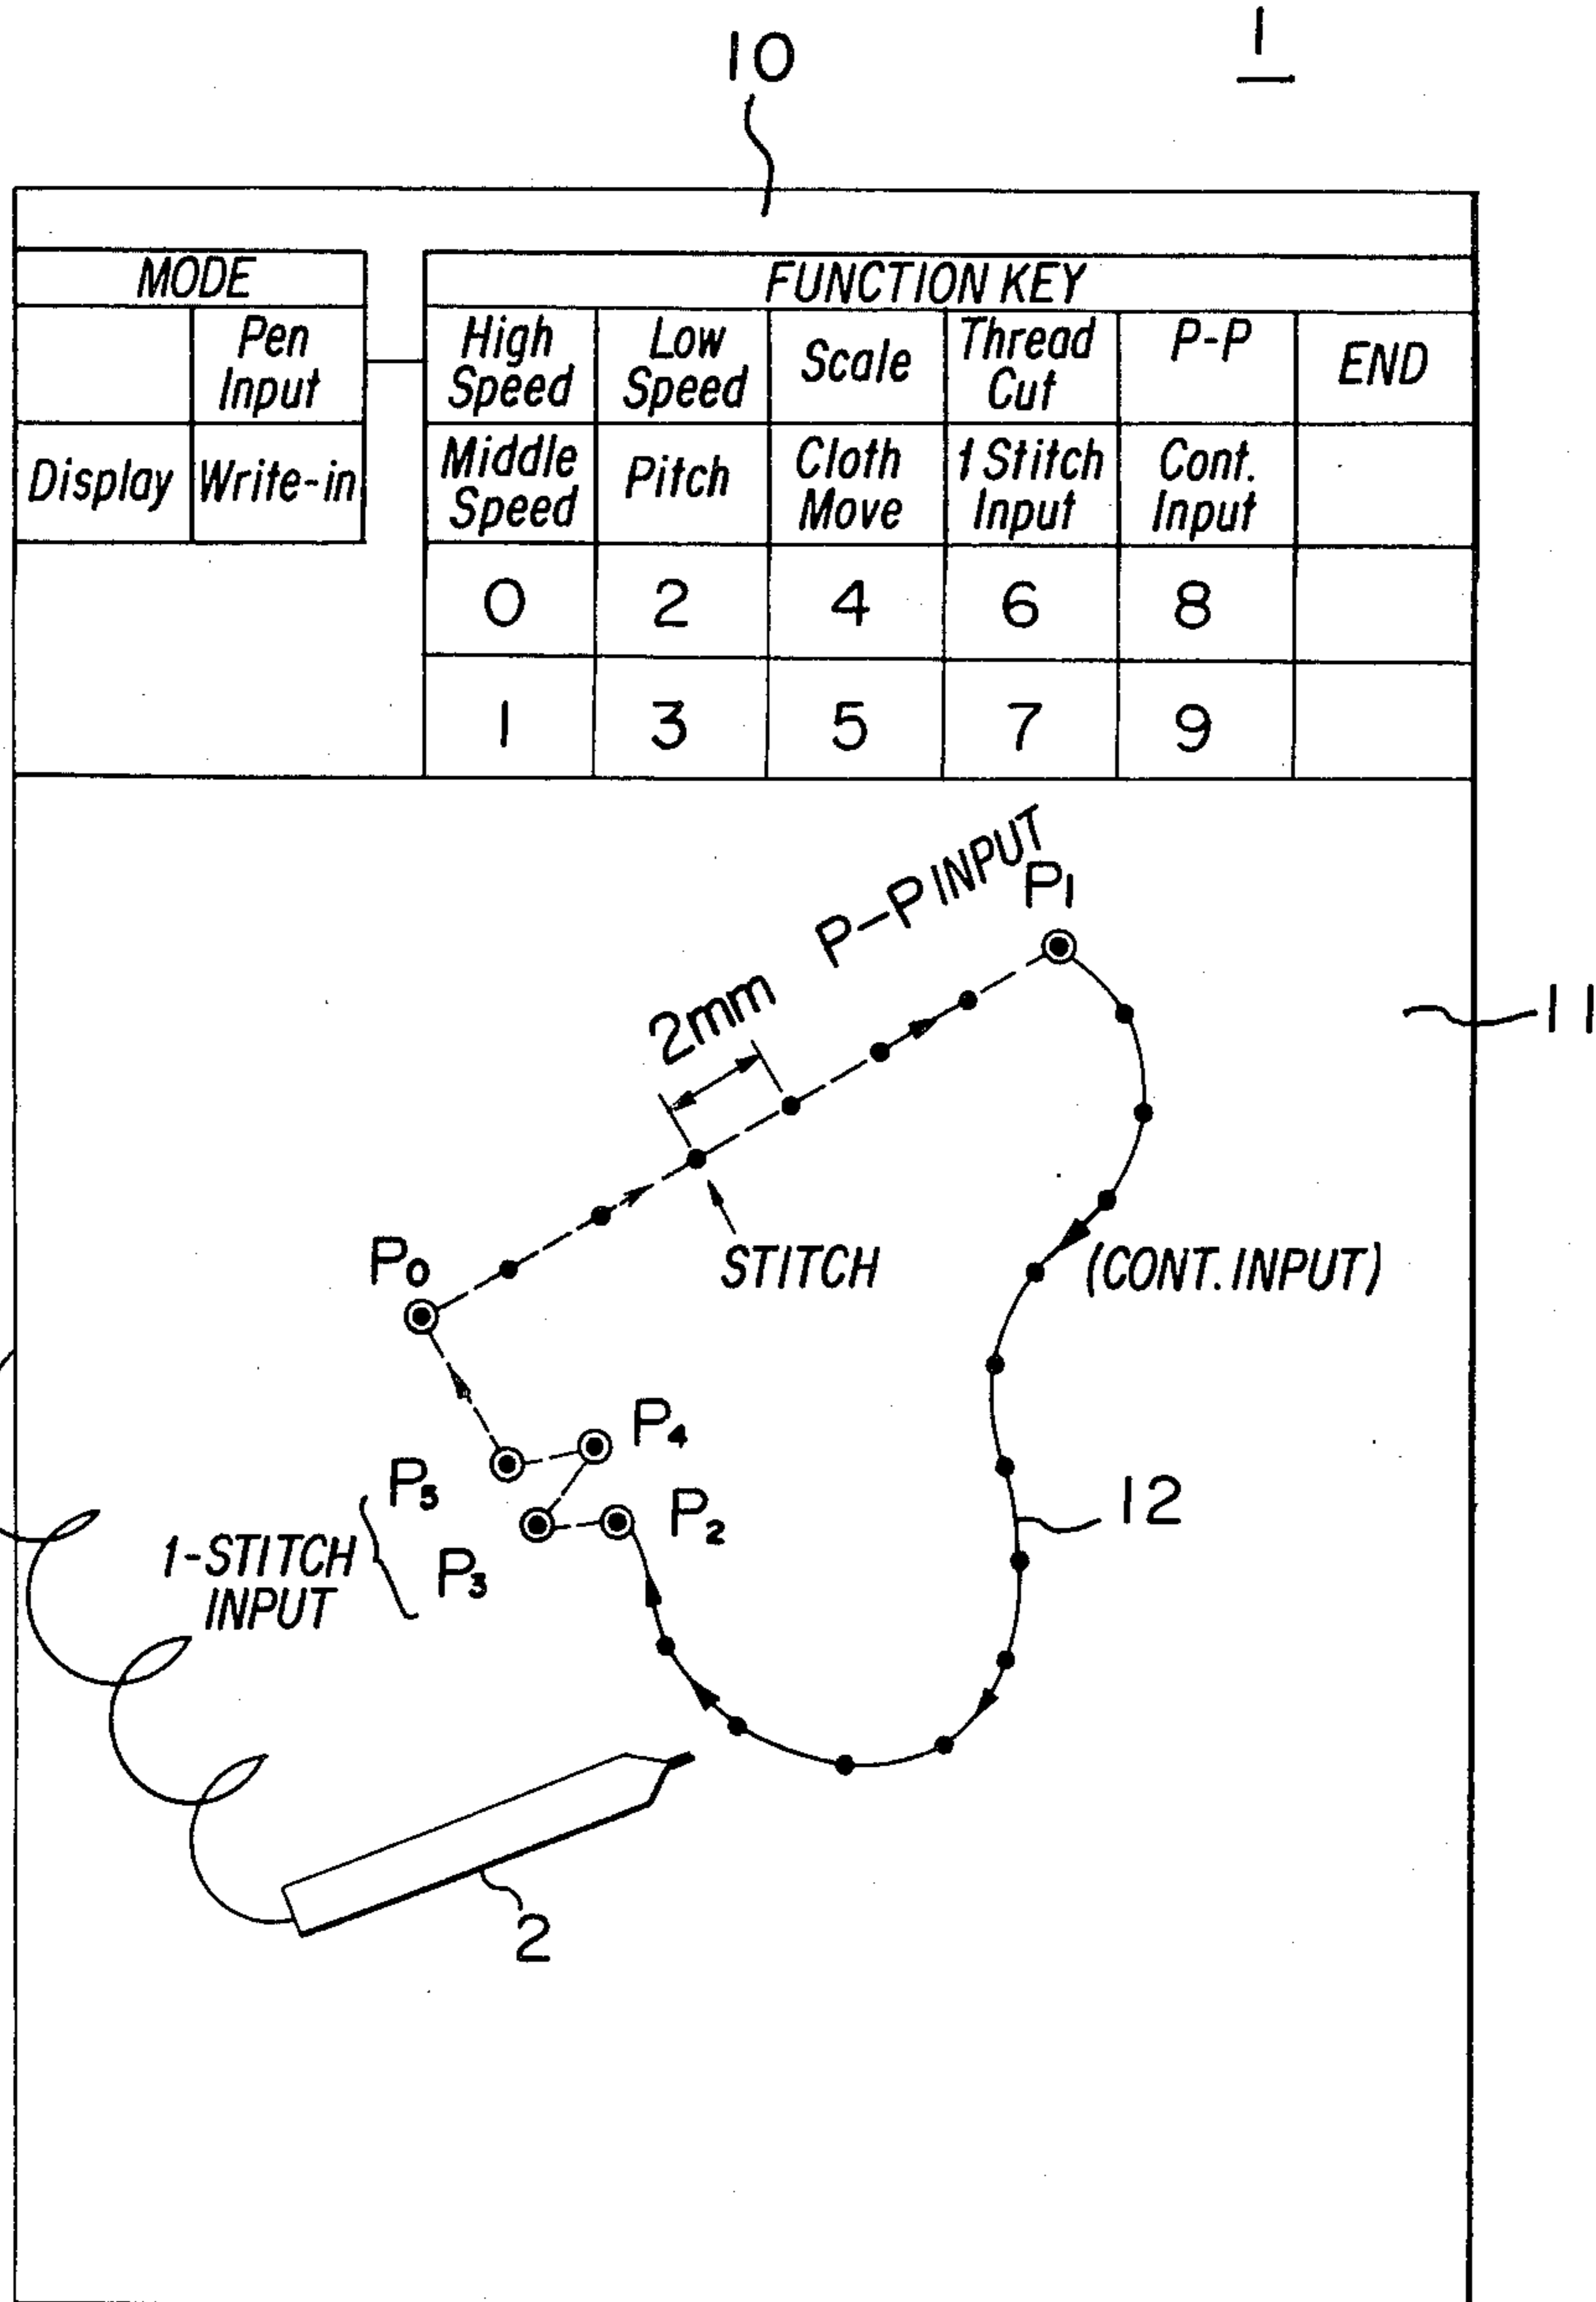 1
10
MODE
FUNCTION KEY
Pen
Input
High
Speed
Low
Speed
Scale
Thread
Cut
P-P
END
Display
Write-in
Middle
Speed
Pitch
Cloth
Move
1 Stitch
Input
Cont.
Input
0 2 4 6 8
1 3 5 7 9
P-P INPUT
P1
2mm
11
P0
STITCH
(CONT. INPUT)
P4
P5
P2
12
1-STITCH
INPUT
P3
2